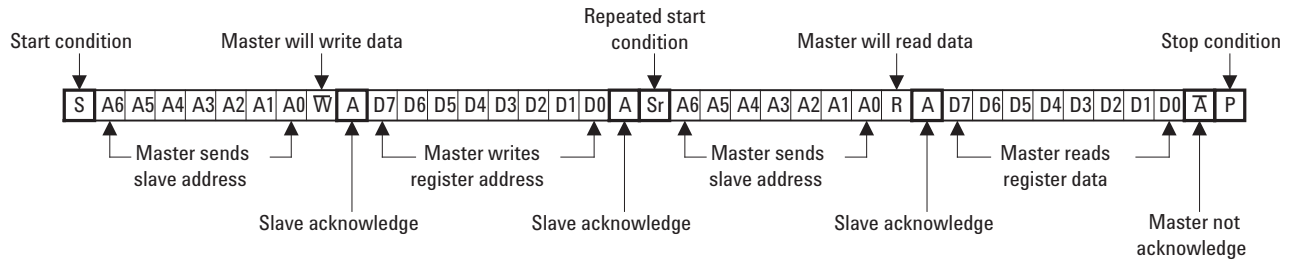 Repeated start
condition
Start condition
Master will write data
Master will read data
Stop condition
S A6 A5 A4 A3 A2 A1 A0 W̅ A D7 D6 D5 D4 D3 D2 D1 D0 A Sr A6 A5 A4 A3 A2 A1 A0 R A D7 D6 D5 D4 D3 D2 D1 D0 A̅ P
Master sends
slave address
Master writes
register address
Master sends
slave address
Master reads
register data
Slave acknowledge
Slave acknowledge
Slave acknowledge
Master not
acknowledge